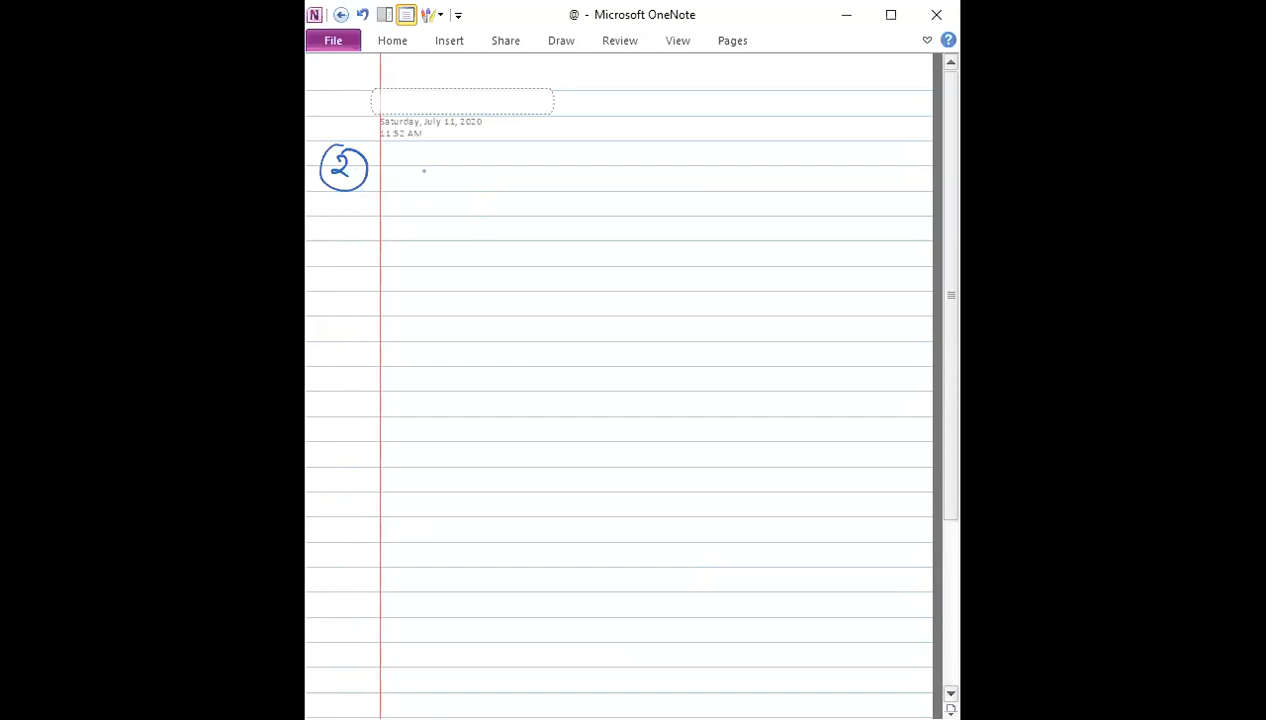 @ - Microsoft OneNote
File Home Insert Share Draw Review View Pages
Saturday, July 11, 2020
11:52 AM
2